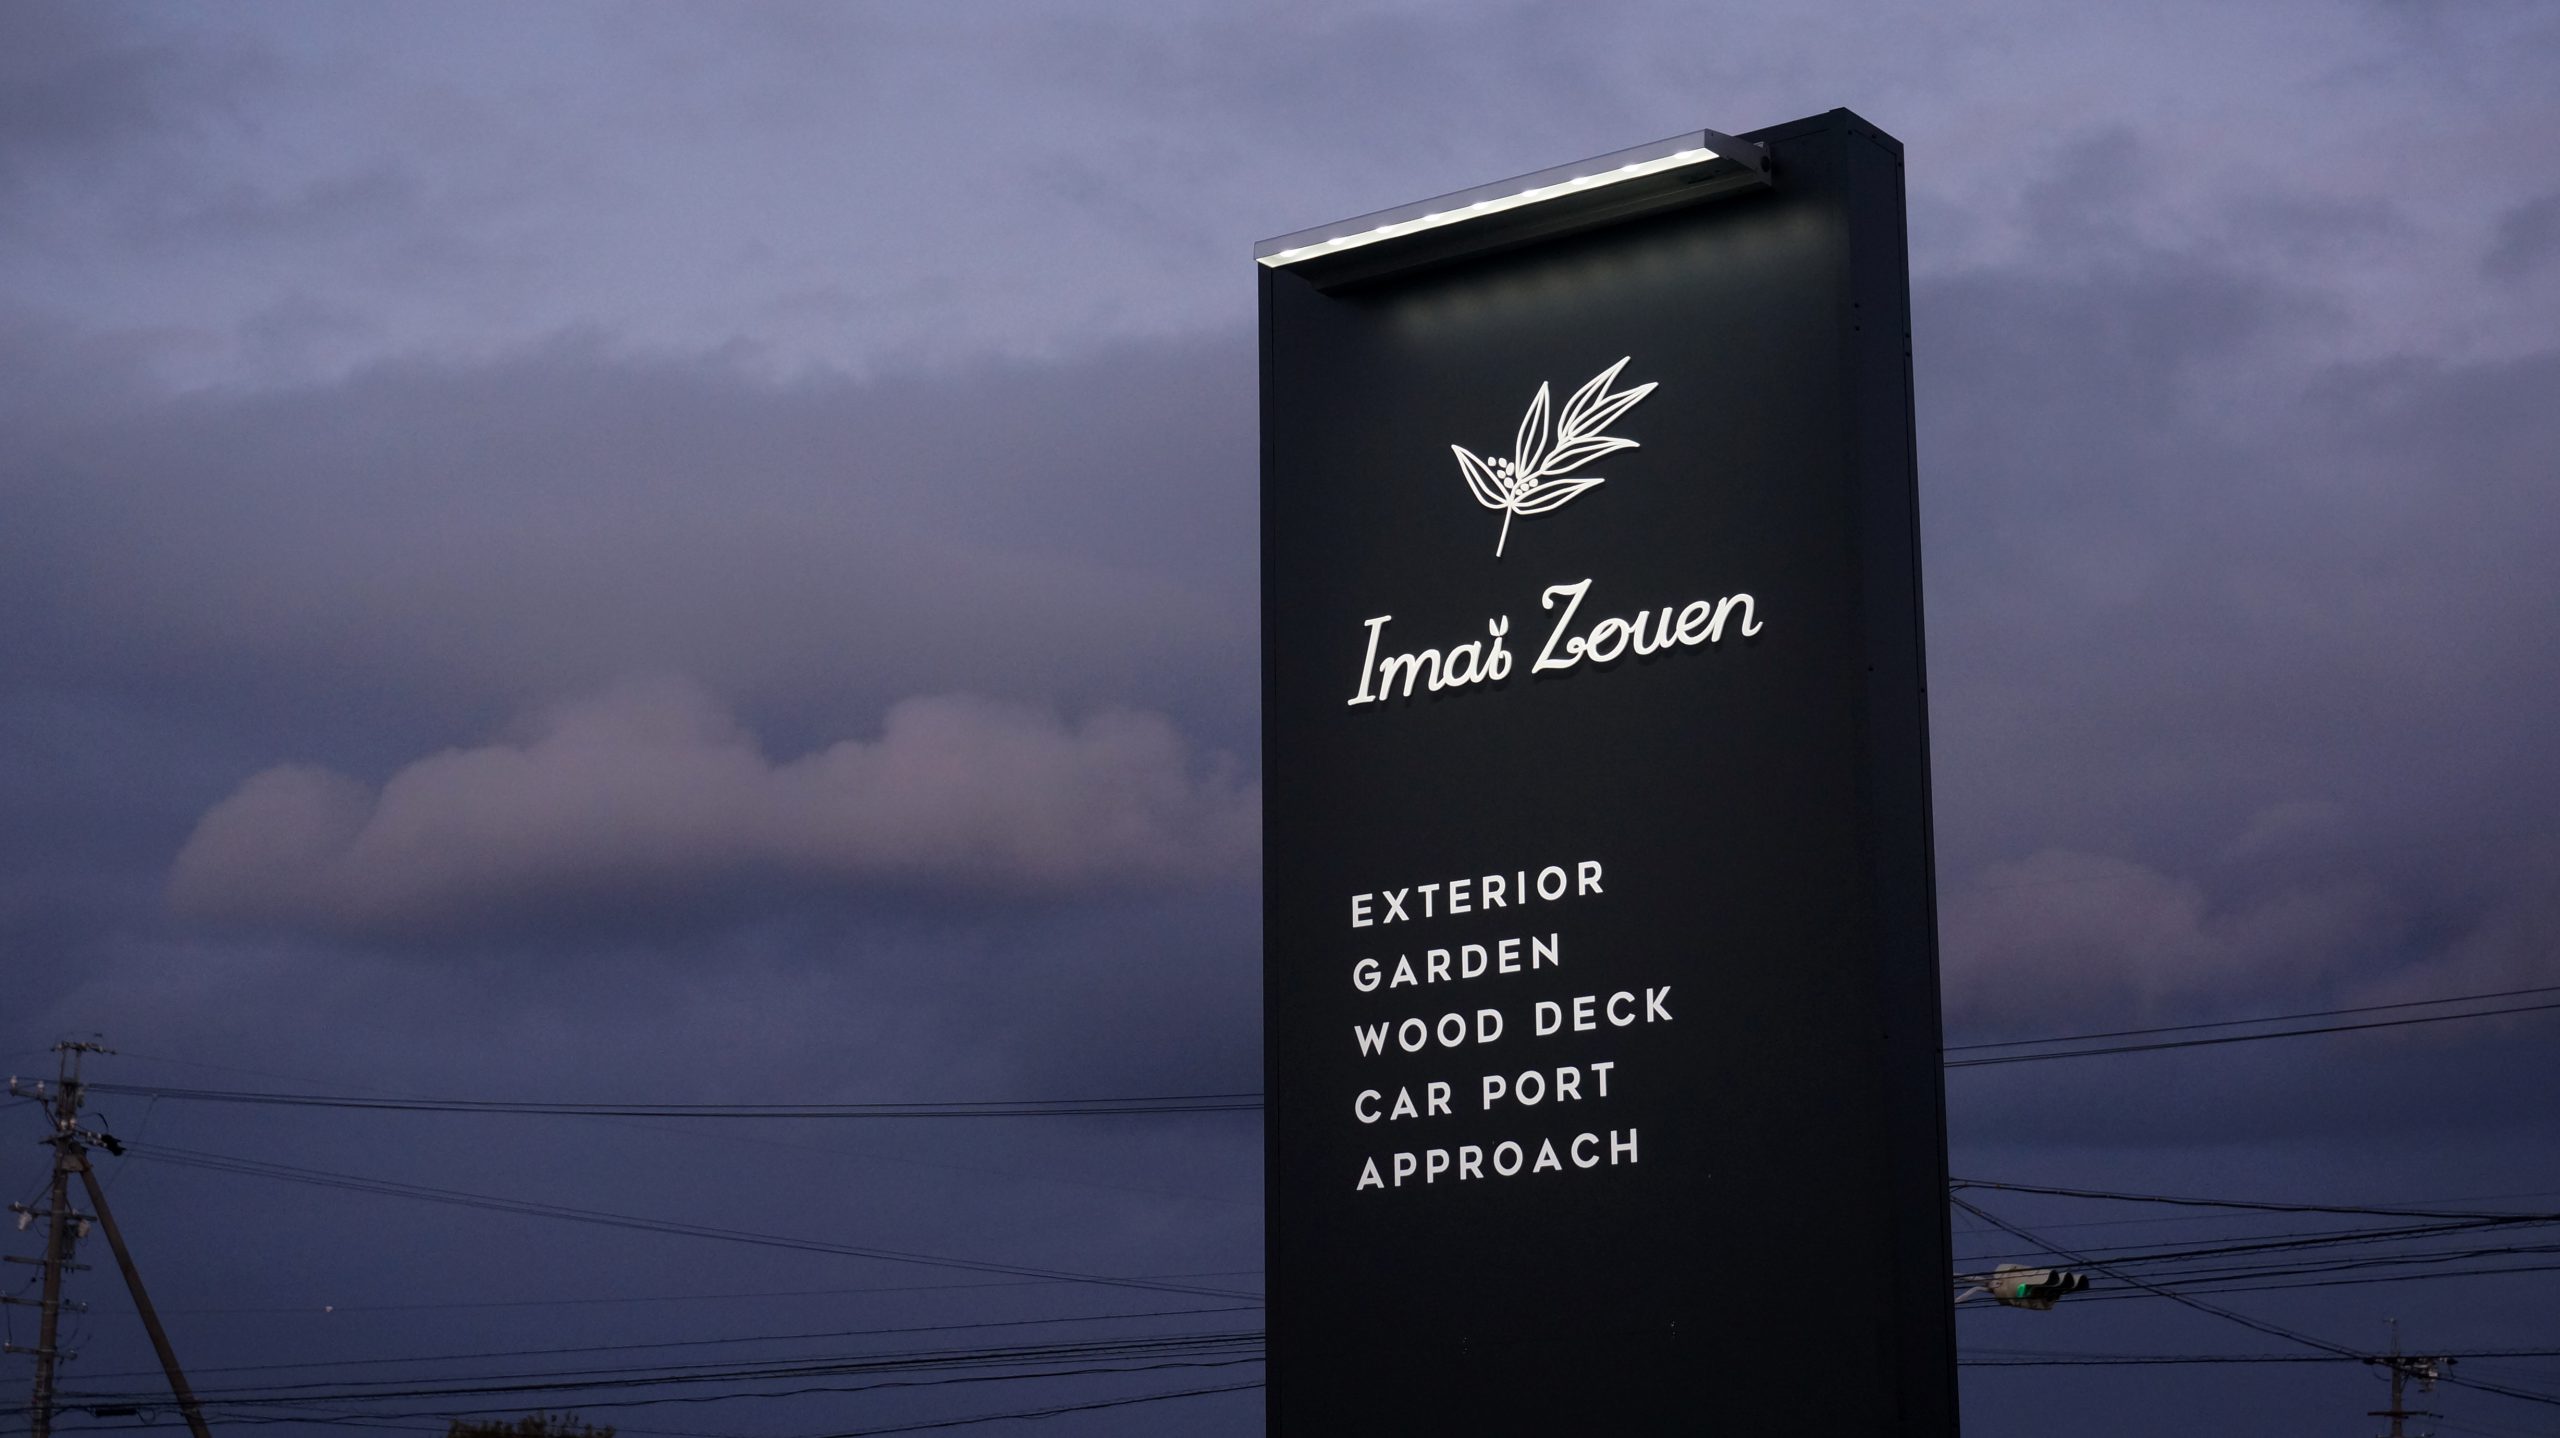 Imai Zouen
EXTERIOR
GARDEN
WOOD DECK
CAR PORT
APPROACH